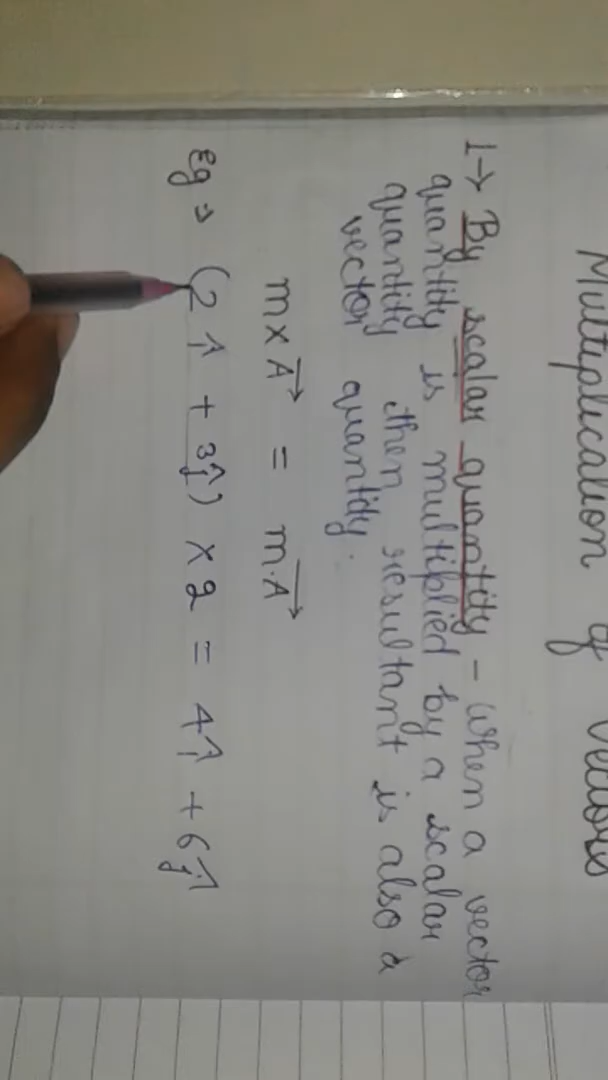 Multiplication of Vectors
1→ By scalar quantity - When a vector
quantity is multiplied by a scalar
quantity then resultant is also a
vector quantity.
m × A⃗ = m·A⃗
Eg → (2î + 3ĵ) × 2 = 4î + 6ĵ